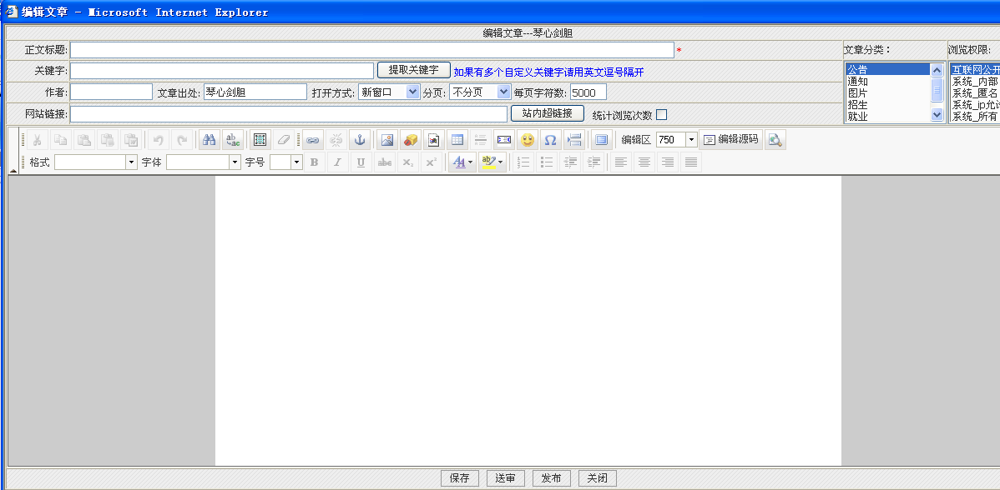 编辑文章 - Microsoft Internet Explorer
编辑文章---琴心剑胆
正文标题: * 文章分类： 浏览权限:
关键字: 提取关键字 如果有多个自定义关键字请用英文逗号隔开
公告 互联网公开
通知 系统_内部
图片 系统_匿名
招生 系统_ip允许
就业 系统_所有
作者: 文章出处: 琴心剑胆 打开方式: 新窗口 分页: 不分页 每页字符数: 5000
网站链接: 站内超链接 统计浏览次数
编辑区 750 编辑源码
格式 字体 字号 B I U abc X₂ X² A ab
保存 送审 发布 关闭